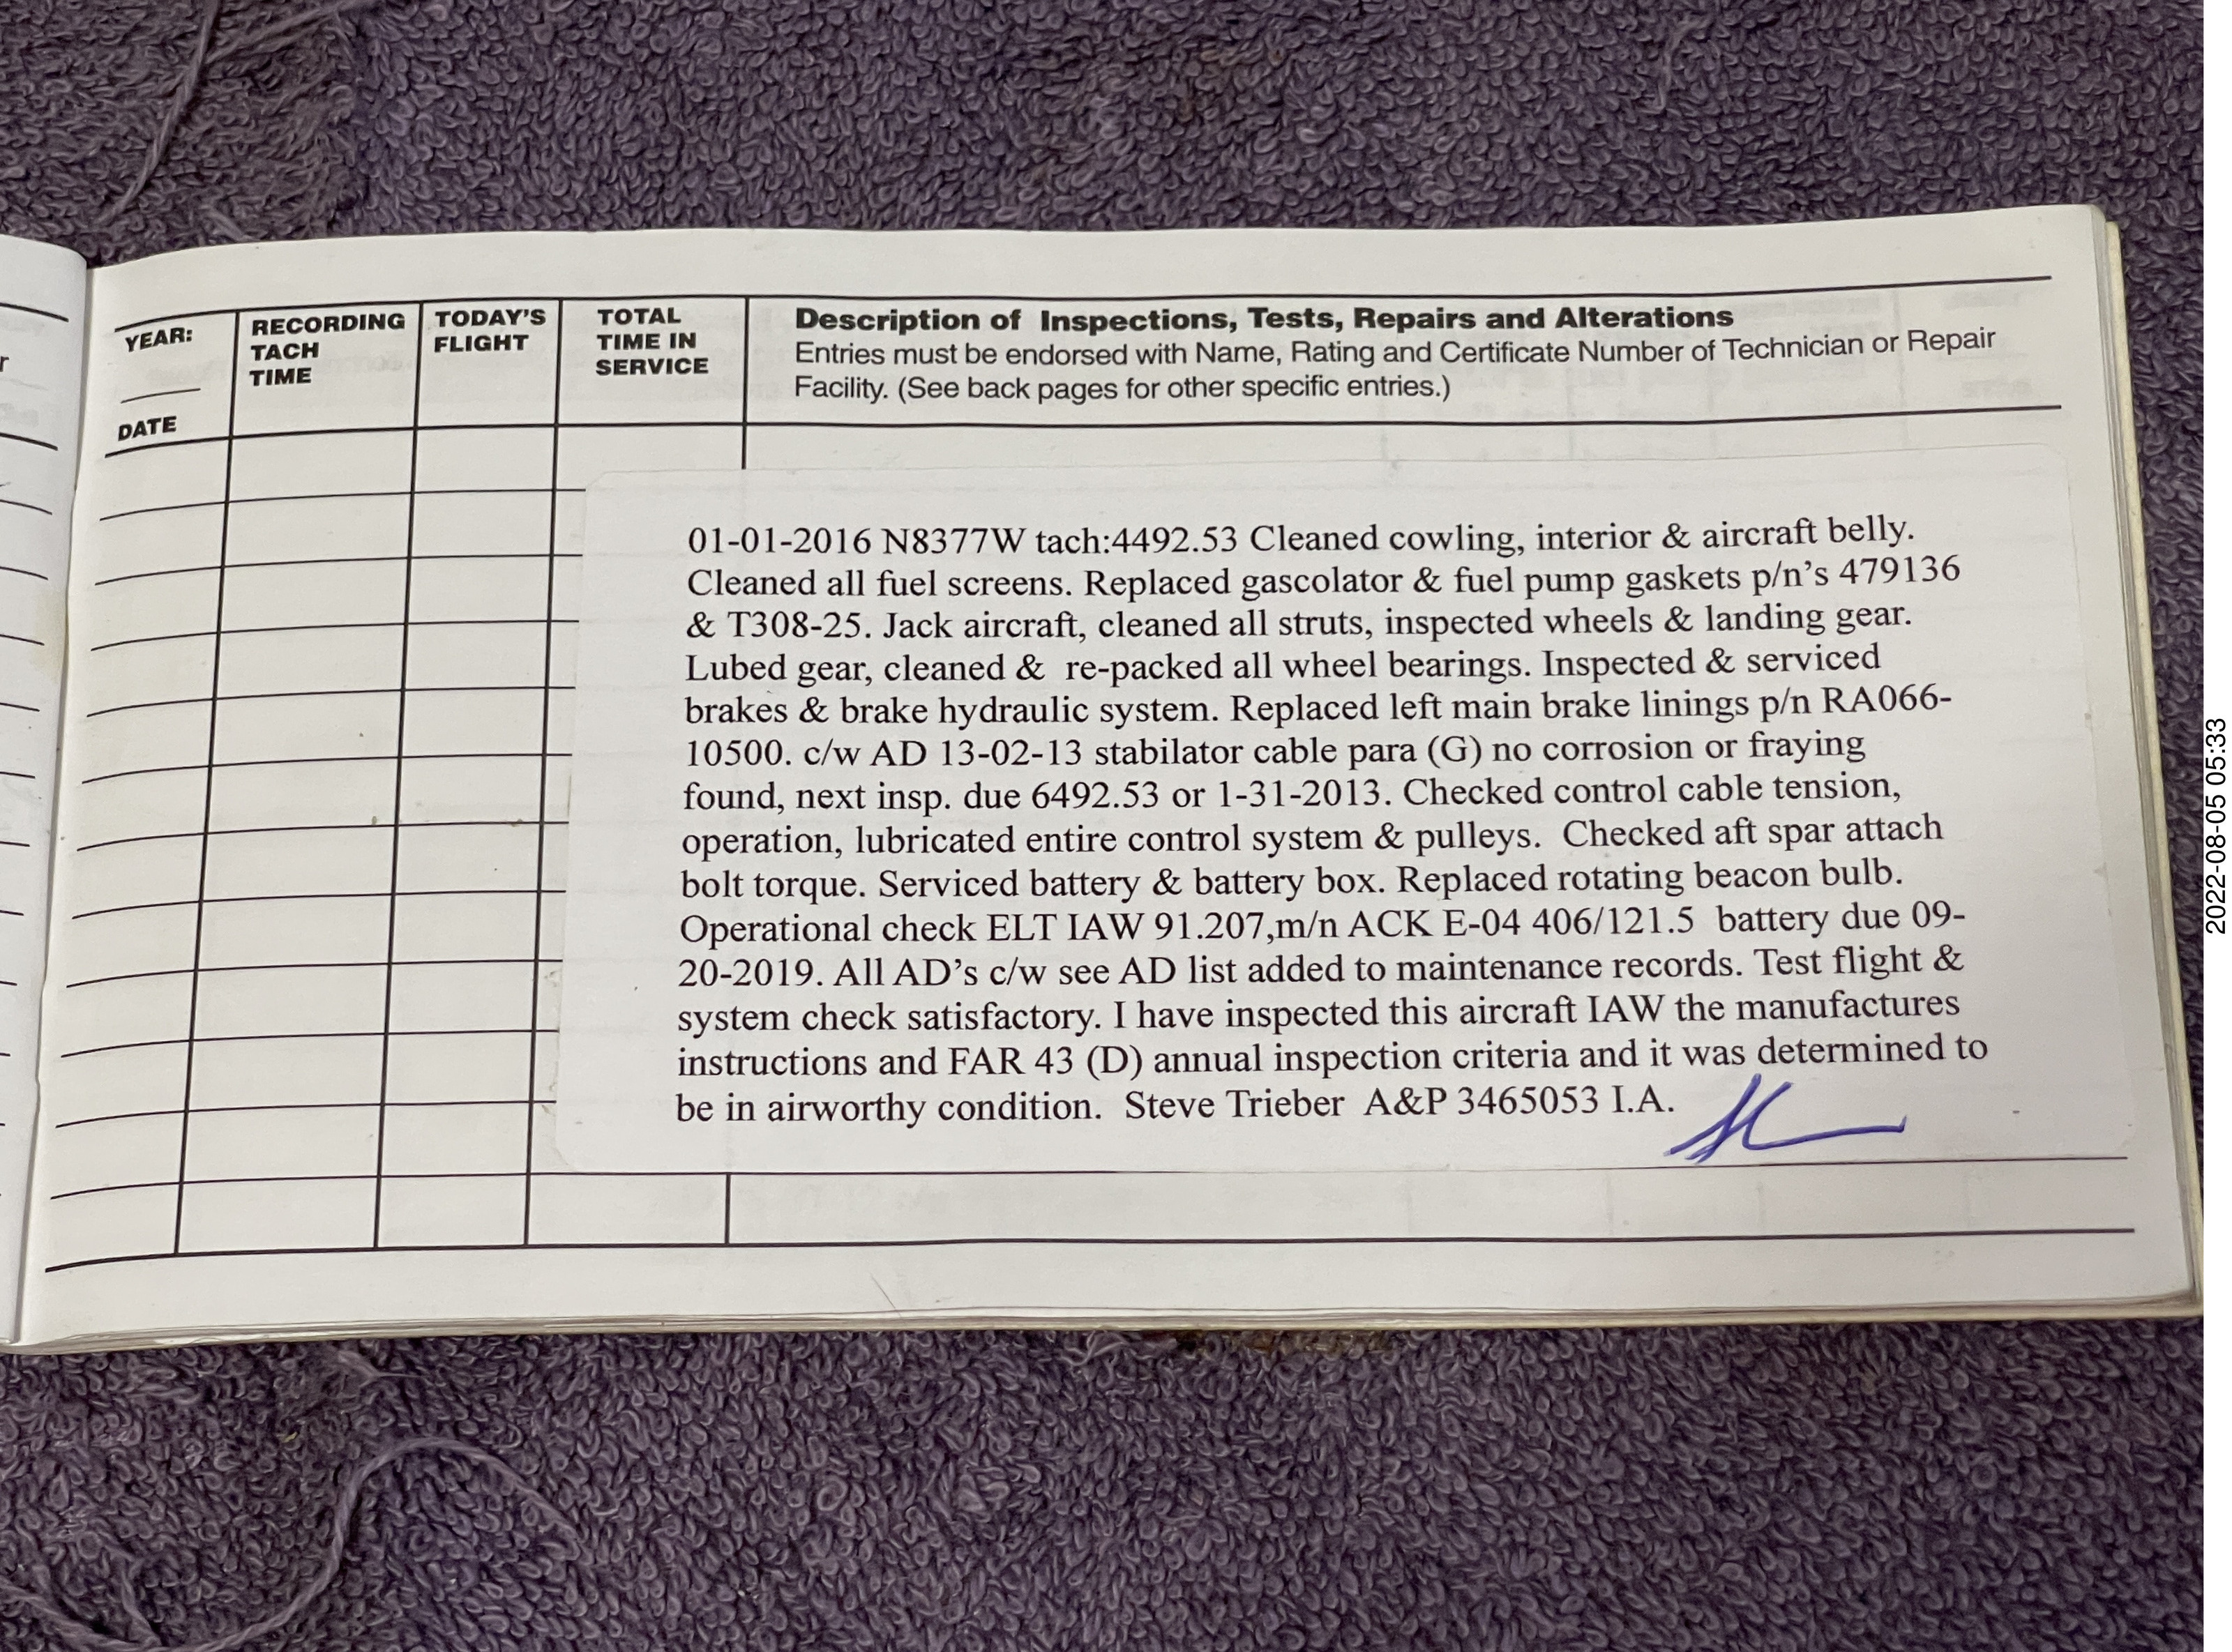 YEAR:
DATE
RECORDING
TACH
TIME
TODAY'S
FLIGHT
TOTAL
TIME IN
SERVICE
Description of Inspections, Tests, Repairs and Alterations
Entries must be endorsed with Name, Rating and Certificate Number of Technician or Repair
Facility. (See back pages for other specific entries.)
01-01-2016 N8377W tach:4492.53 Cleaned cowling, interior & aircraft belly.
Cleaned all fuel screens. Replaced gascolator & fuel pump gaskets p/n's 479136
& T308-25. Jack aircraft, cleaned all struts, inspected wheels & landing gear.
Lubed gear, cleaned & re-packed all wheel bearings. Inspected & serviced
brakes & brake hydraulic system. Replaced left main brake linings p/n RA066-
10500. c/w AD 13-02-13 stabilator cable para (G) no corrosion or fraying
found, next insp. due 6492.53 or 1-31-2013. Checked control cable tension,
operation, lubricated entire control system & pulleys. Checked aft spar attach
bolt torque. Serviced battery & battery box. Replaced rotating beacon bulb.
Operational check ELT IAW 91.207,m/n ACK E-04 406/121.5 battery due 09-
20-2019. All AD's c/w see AD list added to maintenance records. Test flight &
system check satisfactory. I have inspected this aircraft IAW the manufactures
instructions and FAR 43 (D) annual inspection criteria and it was determined to
be in airworthy condition. Steve Trieber A&P 3465053 I.A.
2022-08-05 05:33